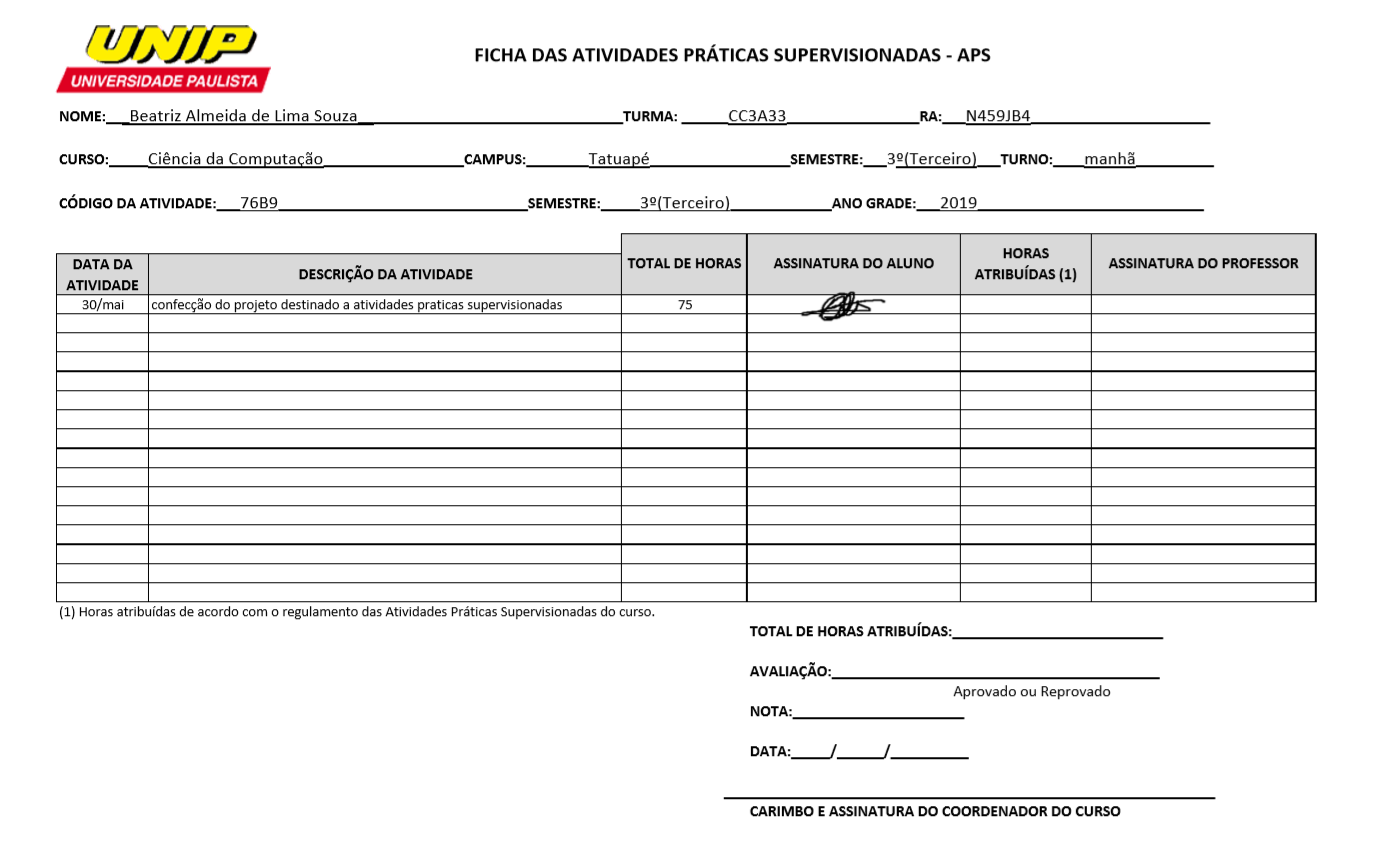 UNIP
UNIVERSIDADE PAULISTA
FICHA DAS ATIVIDADES PRÁTICAS SUPERVISIONADAS - APS
NOME: Beatriz Almeida de Lima Souza TURMA: CC3A33 RA: N459JB4
CURSO: Ciência da Computação CAMPUS: Tatuapé SEMESTRE: 3º(Terceiro) TURNO: manhã
CÓDIGO DA ATIVIDADE: 76B9 SEMESTRE: 3º(Terceiro) ANO GRADE: 2019
DATA DA ATIVIDADE DESCRIÇÃO DA ATIVIDADE TOTAL DE HORAS ASSINATURA DO ALUNO HORAS ATRIBUÍDAS (1) ASSINATURA DO PROFESSOR
30/mai confecção do projeto destinado a atividades praticas supervisionadas 75
(1) Horas atribuídas de acordo com o regulamento das Atividades Práticas Supervisionadas do curso.
TOTAL DE HORAS ATRIBUÍDAS:
AVALIAÇÃO:
Aprovado ou Reprovado
NOTA:
DATA: / /
CARIMBO E ASSINATURA DO COORDENADOR DO CURSO